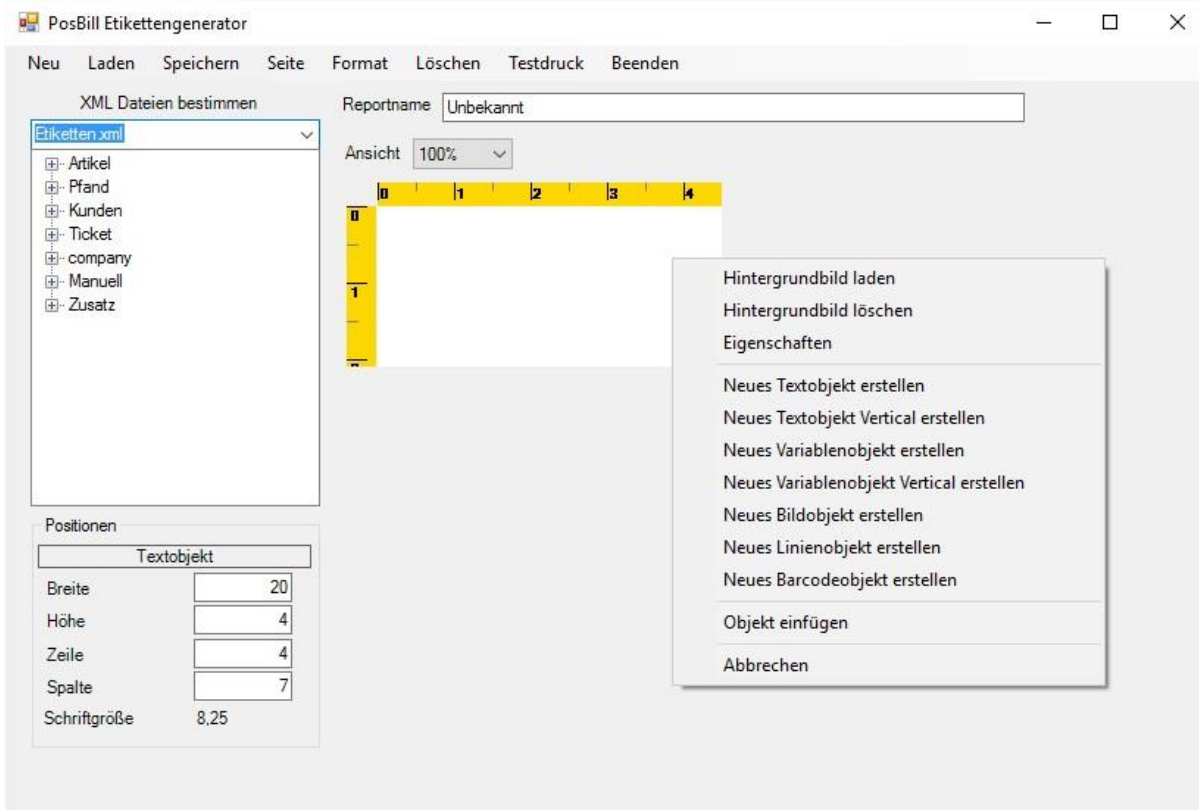 PosBill Etikettengenerator
Neu Laden Speichern Seite Format Löschen Testdruck Beenden
XML Dateien bestimmen
Etiketten.xml
Artikel
Pfand
Kunden
Ticket
company
Manuell
Zusatz
Reportname Unbekannt
Ansicht 100%
0 1 2 3 4
0
1
Hintergrundbild laden
Hintergrundbild löschen
Eigenschaften
Neues Textobjekt erstellen
Neues Textobjekt Vertical erstellen
Neues Variablenobjekt erstellen
Neues Variablenobjekt Vertical erstellen
Neues Bildobjekt erstellen
Neues Linienobjekt erstellen
Neues Barcodeobjekt erstellen
Objekt einfügen
Abbrechen
Positionen
Textobjekt
Breite 20
Höhe 4
Zeile 4
Spalte 7
Schriftgröße 8,25